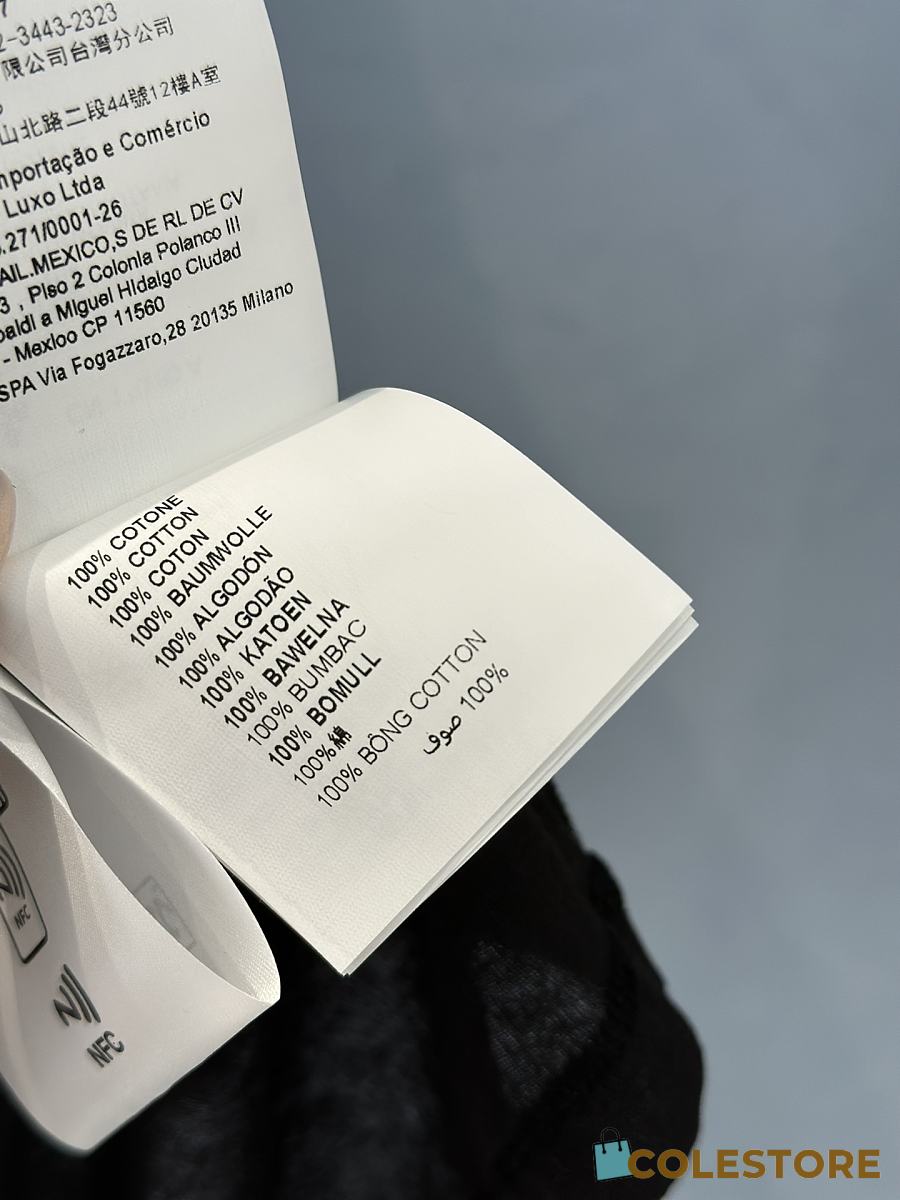 7
2-3443-2323
限公司台灣分公司
山北路二段44號12樓A室
mportação e Comércio
Luxo Ltda
.271/0001-26
AIL.MEXICO,S DE RL DE CV
3 , Piso 2 Colonia Polanco III
baldi a Miguel Hidalgo Ciudad
- Mexloo CP 11560
SPA Via Fogazzaro,28 20135 Milano
100% COTONE
100% COTTON
100% COTON
100% BAUMWOLLE
100% ALGODÓN
100% ALGODÃO
100% KATOEN
100% BAWELNA
100% BUMBAC
100% BOMULL
100%綿
100% BÔNG COTTON
100% صوف
NFC
NFC
COLESTORE